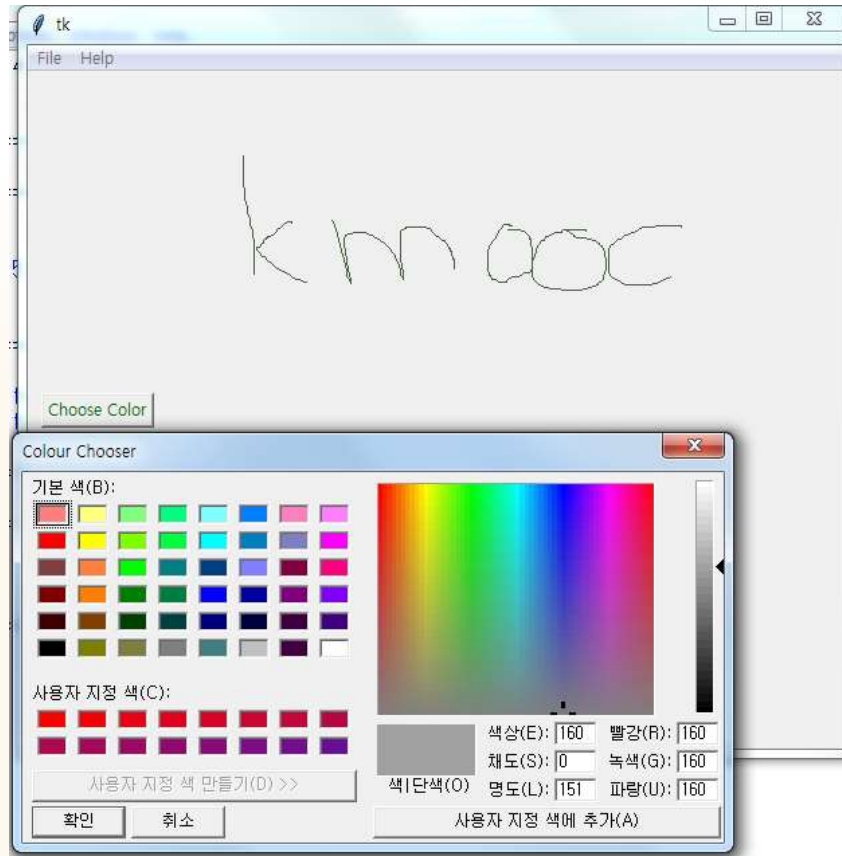 tk
File Help
kmooc
Choose Color
Colour Chooser
기본 색(B):
사용자 지정 색(C):
사용자 지정 색 만들기(D) >>
확인 취소
색상(E): 160 빨강(R): 160
채도(S): 0 녹색(G): 160
색|단색(O) 명도(L): 151 파랑(U): 160
사용자 지정 색에 추가(A)